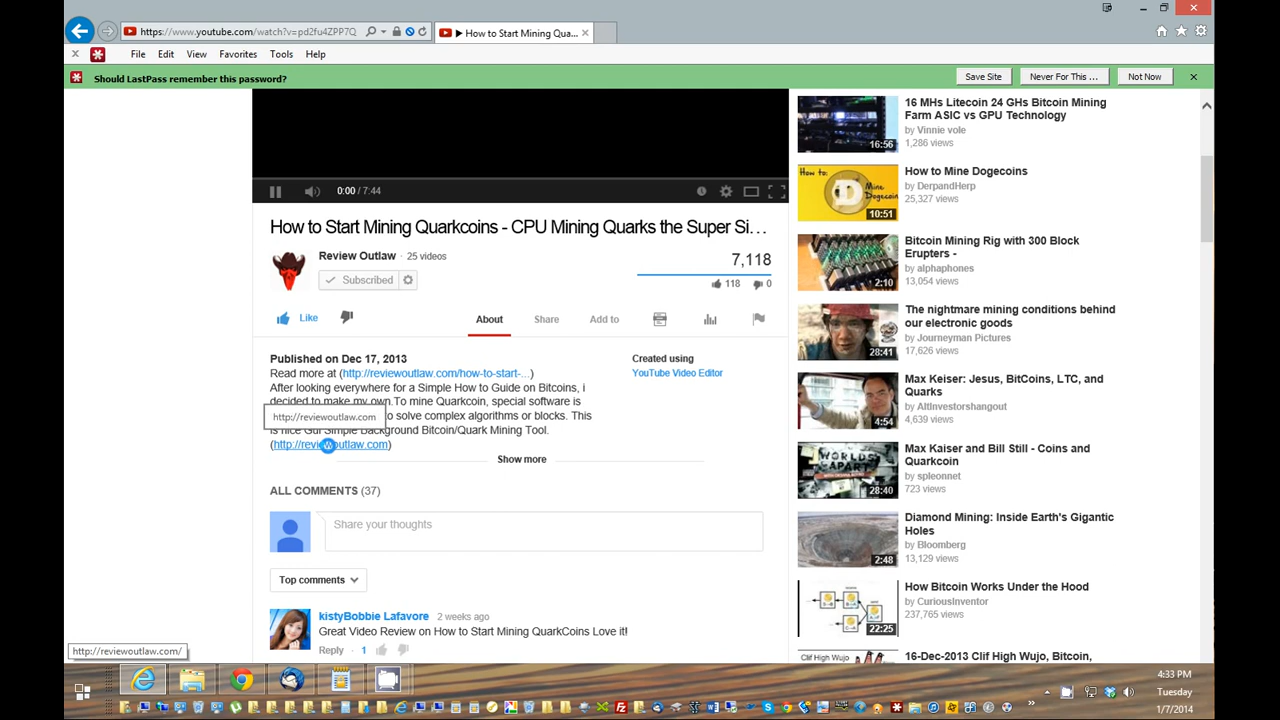 https://www.youtube.com/watch?v=pd2fu4ZPP7Q
How to Start Mining Qua...
File Edit View Favorites Tools Help
Should LastPass remember this password?
Save Site
Never For This ...
Not Now
0:00 / 7:44
How to Start Mining Quarkcoins - CPU Mining Quarks the Super Si...
Review Outlaw · 25 videos
Subscribed
7,118
118 0
Like
About Share Add to
Published on Dec 17, 2013
Read more at (http://reviewoutlaw.com/how-to-start-...)
After looking everywhere for a Simple How to Guide on Bitcoins, i
decided to make my own.To mine Quarkcoin, special software is
http://reviewoutlaw.com
o solve complex algorithms or blocks. This
is nice Gui Simple Background Bitcoin/Quark Mining Tool.
(http://reviewoutlaw.com)
Created using
YouTube Video Editor
Show more
ALL COMMENTS (37)
Share your thoughts
Top comments
kistyBobbie Lafavore 2 weeks ago
Great Video Review on How to Start Mining QuarkCoins Love it!
Reply · 1
http://reviewoutlaw.com/
16 MHs Litecoin 24 GHs Bitcoin Mining
Farm ASIC vs GPU Technology
by Vinnie vole
1,286 views
16:56
How to:
Mine
Dogecoin
10:51
How to Mine Dogecoins
by DerpandHerp
25,327 views
Bitcoin Mining Rig with 300 Block
Erupters -
by alphaphones
13,054 views
2:10
The nightmare mining conditions behind
our electronic goods
by Journeyman Pictures
17,626 views
28:41
Max Keiser: Jesus, BitCoins, LTC, and
Quarks
by AltInvestorshangout
4,639 views
4:54
Max Kaiser and Bill Still - Coins and
Quarkcoin
by spleonnet
723 views
WORLDS
APART
28:40
Diamond Mining: Inside Earth's Gigantic
Holes
by Bloomberg
13,129 views
2:48
How Bitcoin Works Under the Hood
by CuriousInventor
237,765 views
22:25
16-Dec-2013 Clif High Wujo, Bitcoin,
Clif High Wujo
4:33 PM
Tuesday
1/7/2014